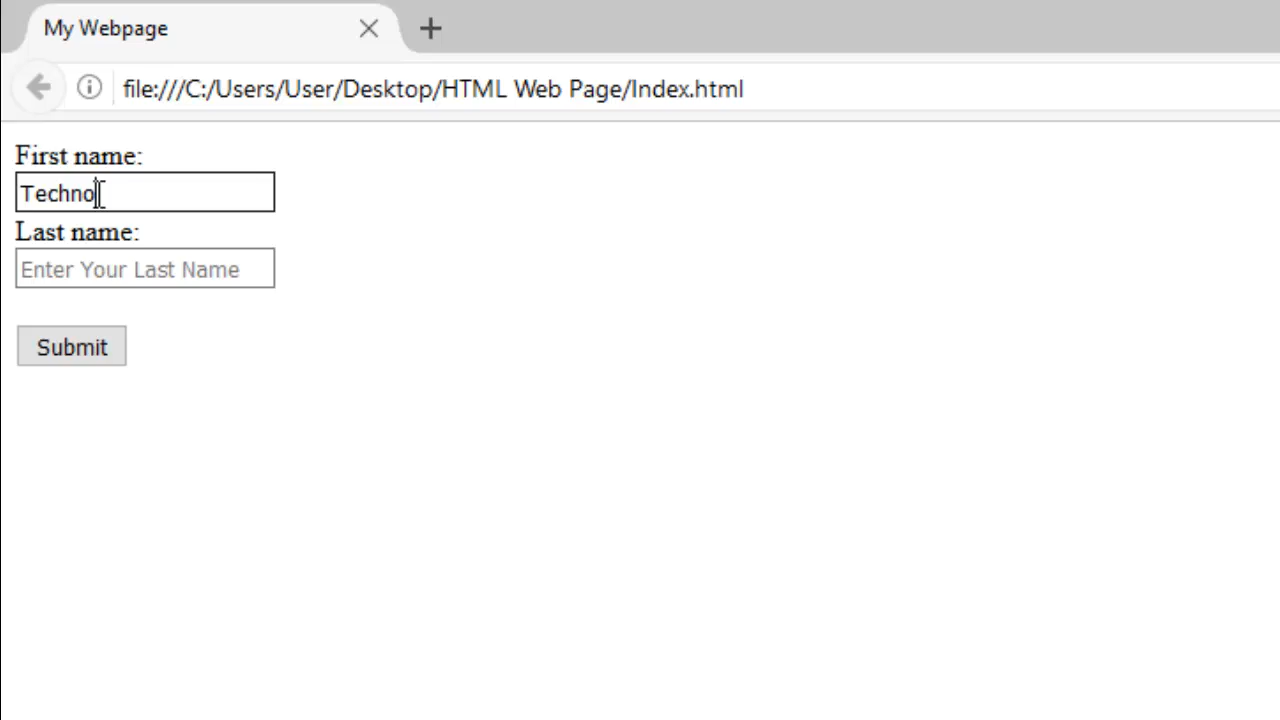 My Webpage
file:///C:/Users/User/Desktop/HTML Web Page/Index.html
First name:
Techno
Last name:
Enter Your Last Name
Submit